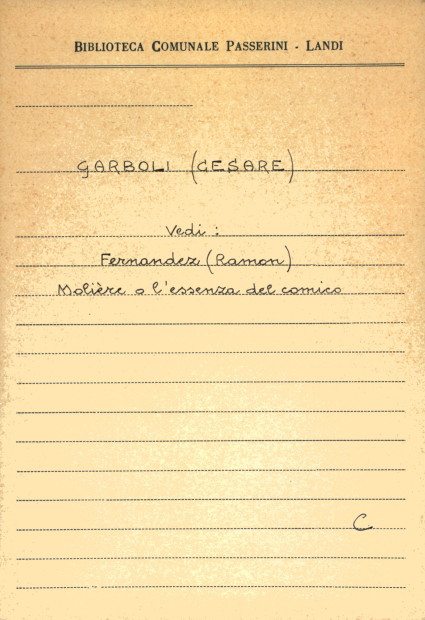 BIBLIOTECA COMUNALE PASSERINI - LANDI
GARBOLI (CESARE)
Vedi :
Fernandez (Ramon)
Molière o l'essenza del comico
C